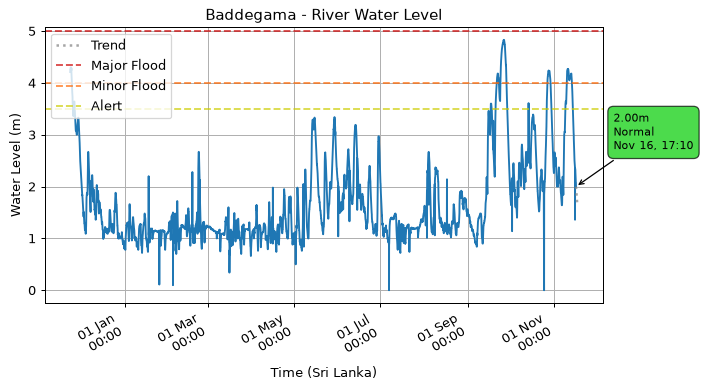 Baddegama - River Water Level
Trend
Major Flood
Minor Flood
Alert
2.00m
Normal
Nov 16, 17:10
Water Level (m)
5
4
3
2
1
0
01 Jan
00:00
01 Mar
00:00
01 May
00:00
01 Jul
00:00
01 Sep
00:00
01 Nov
00:00
Time (Sri Lanka)